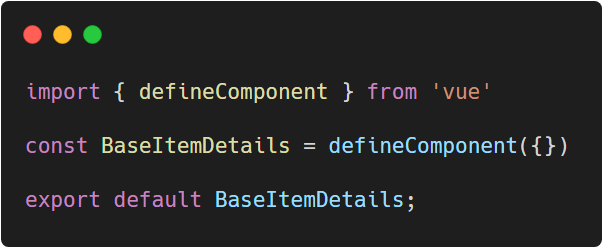 import { defineComponent } from 'vue'
const BaseItemDetails = defineComponent({})
export default BaseItemDetails;